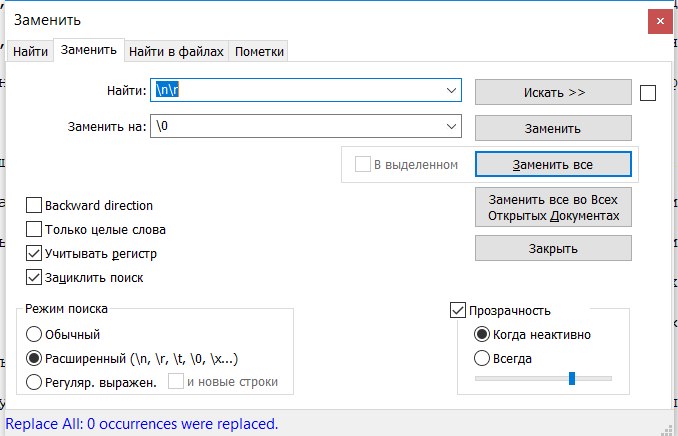 Заменить
Найти Заменить Найти в файлах Пометки
Найти: \n\r Искать >>
Заменить на: \0 Заменить
В выделенном Заменить все
Заменить все во Всех
Открытых Документах
Закрыть
Backward direction
Только целые слова
Учитывать регистр
Зациклить поиск
Режим поиска
Обычный
Расширенный (\n, \r, \t, \0, \x...)
Регуляр. выражен. и новые строки
Прозрачность
Когда неактивно
Всегда
Replace All: 0 occurrences were replaced.